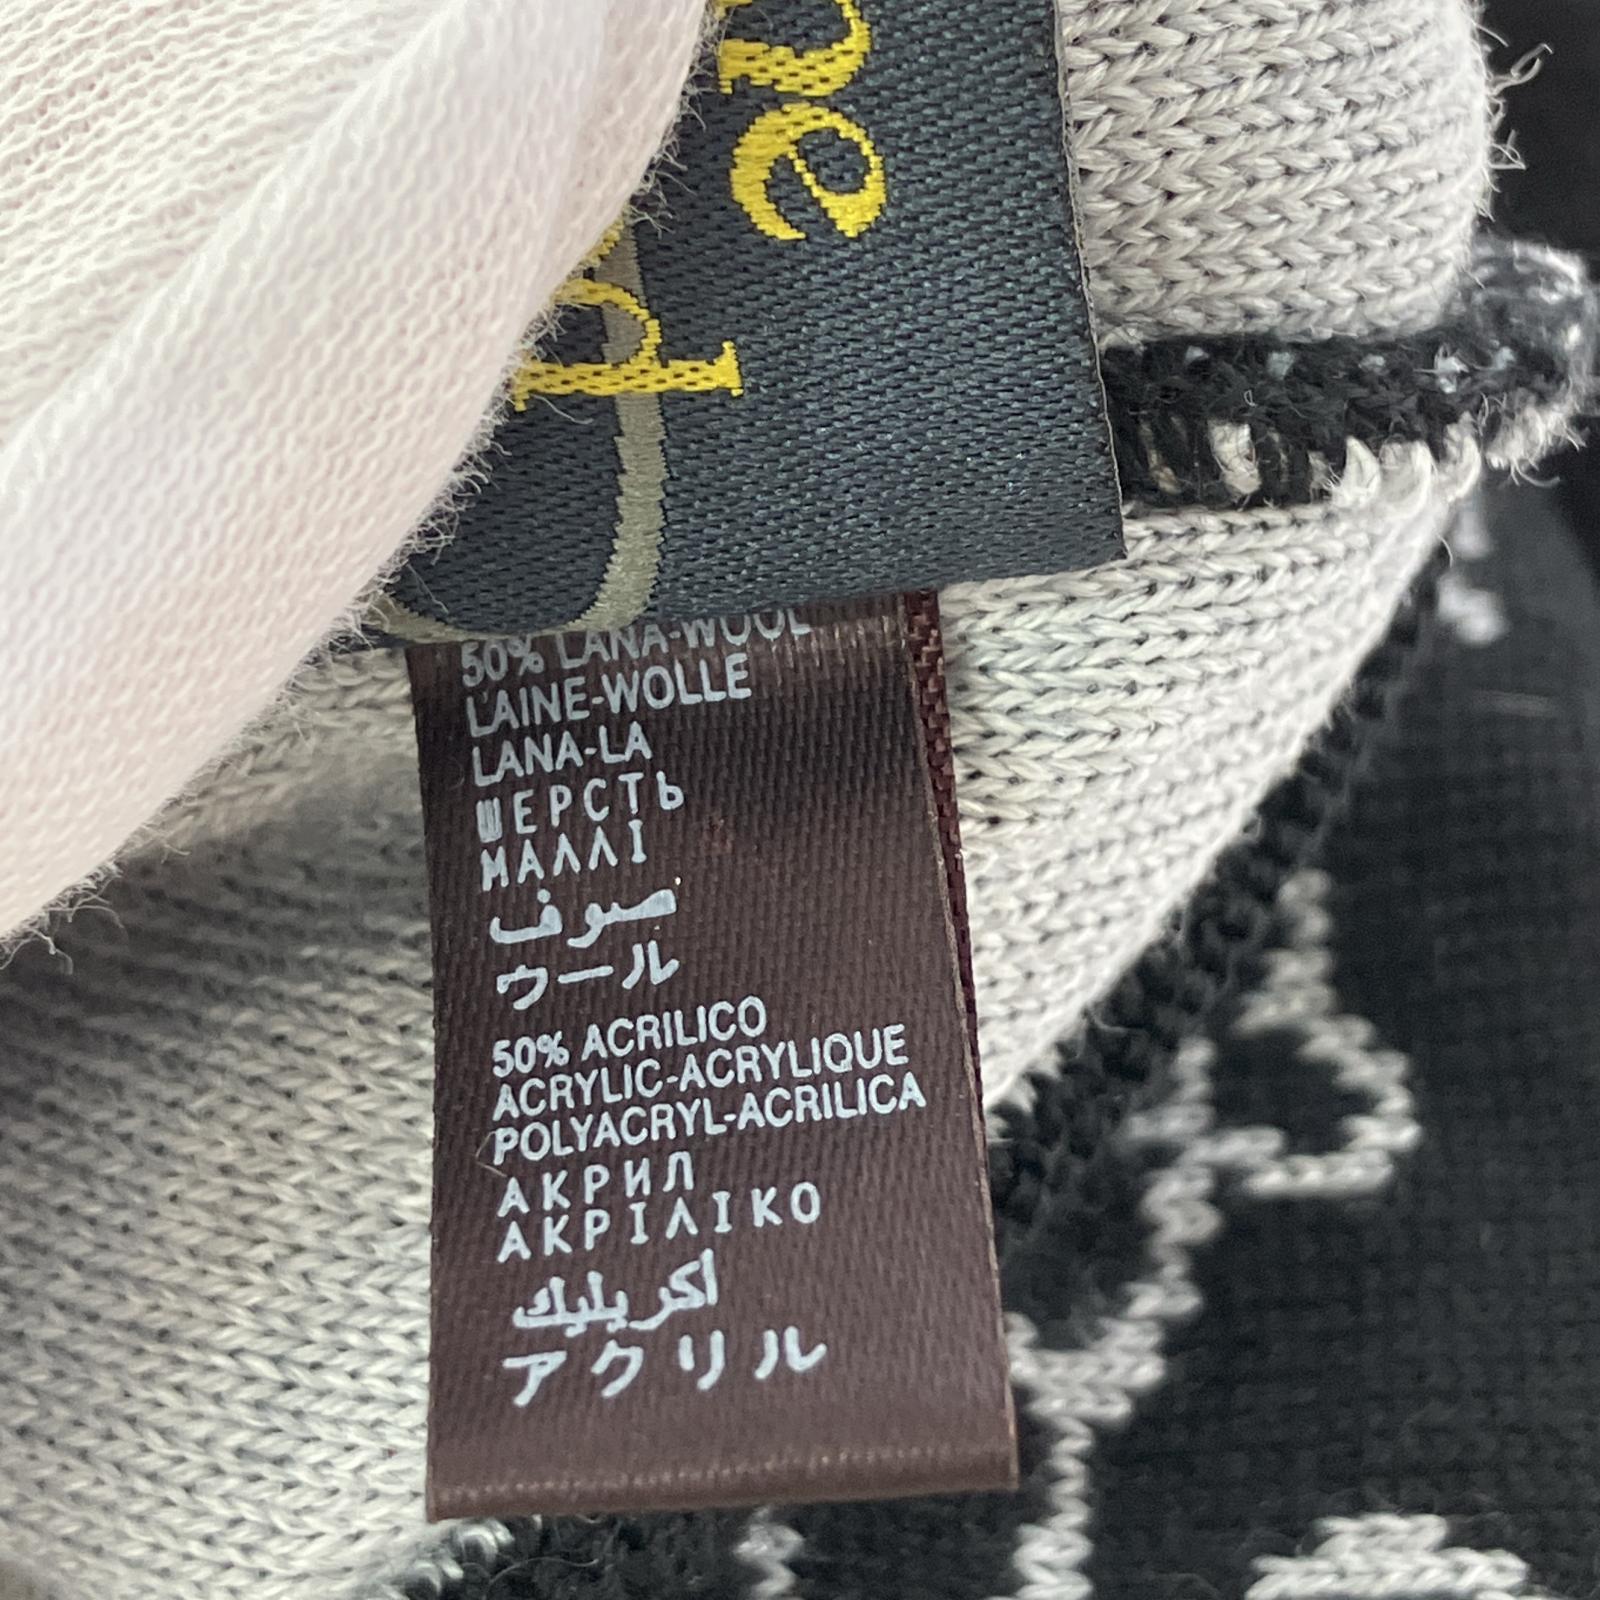 50% LANA-WOOL
LAINE-WOLLE
LANA-LA
ШЕРСТЬ
ΜΑΛΛΙ
صوف
ウール
50% ACRILICO
ACRYLIC-ACRYLIQUE
POLYACRYL-ACRILICA
АКРИЛ
ΑΚΡΙΛΙΚΟ
اكريليك
アクリル